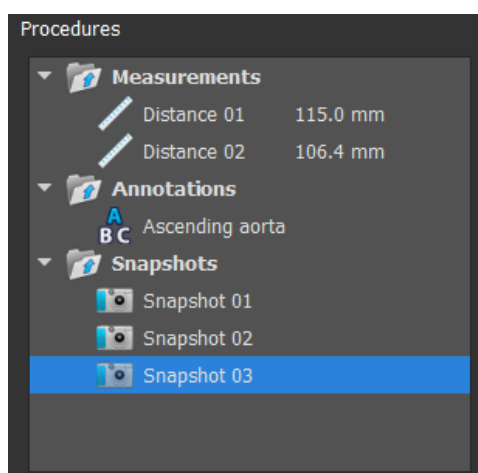 Procedures
Measurements
Distance 01 115.0 mm
Distance 02 106.4 mm
Annotations
A
B C Ascending aorta
Snapshots
Snapshot 01
Snapshot 02
Snapshot 03